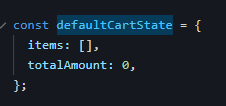 const defaultCartState = {
  items: [],
  totalAmount: 0,
};